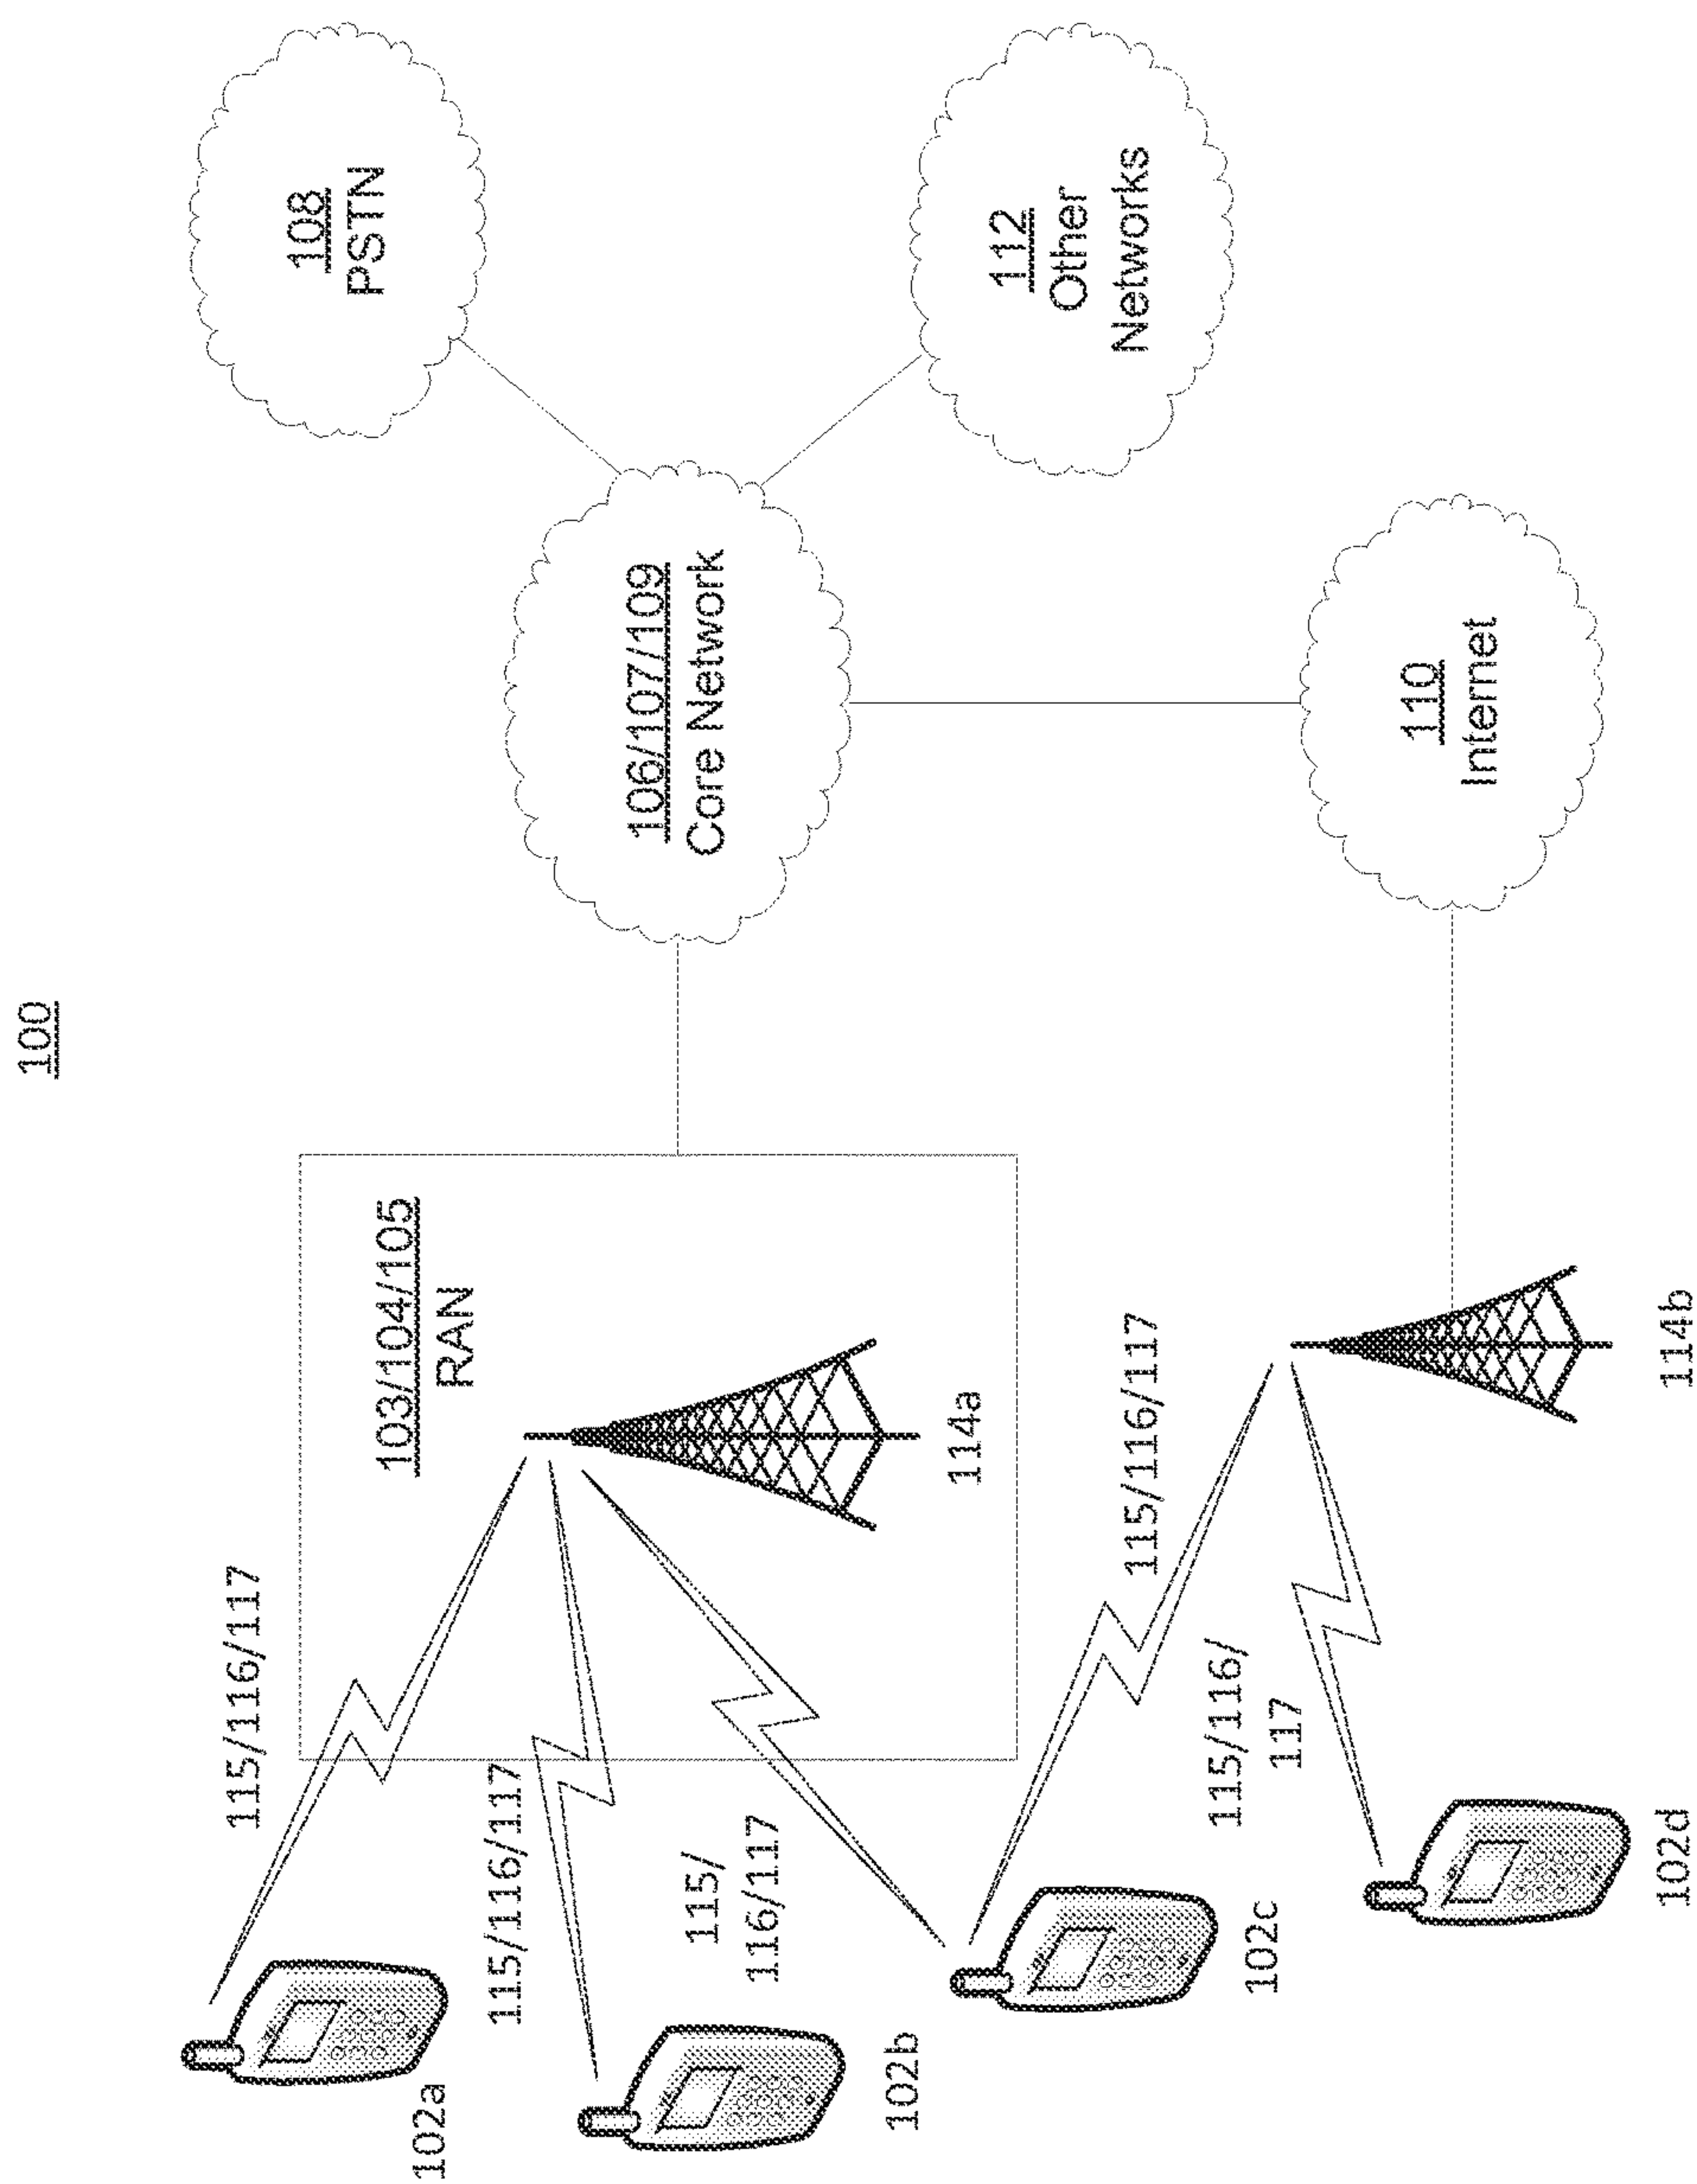 100
102a
115/116/117
102b
115/116/117
115/
116/117
102c
115/116/117
115/116/
117
102d
103/104/105
RAN
114a
114b
106/107/109
Core Network
108
PSTN
112
Other
Networks
110
Internet